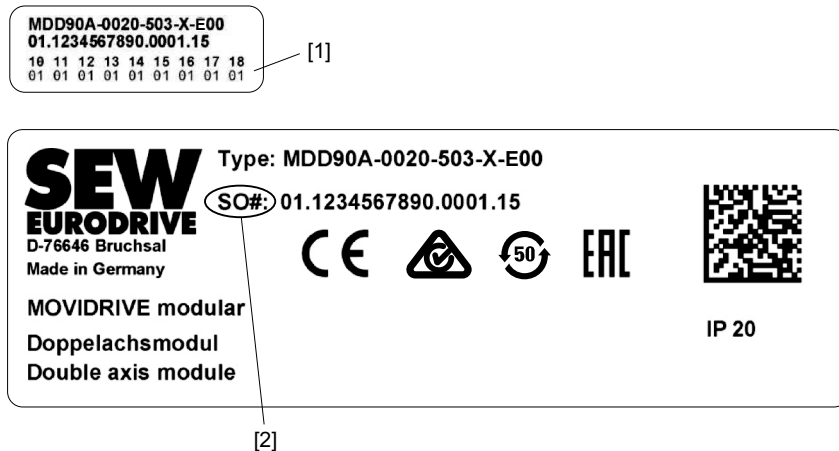 MDD90A-0020-503-X-E00
01.1234567890.0001.15
10 11 12 13 14 15 16 17 18
01 01 01 01 01 01 01 01 01
[1]
SEW
EURODRIVE
D-76646 Bruchsal
Made in Germany
Type: MDD90A-0020-503-X-E00
SO#: 01.1234567890.0001.15
CE
50
EAC
MOVIDRIVE modular
Doppelachsmodul
Double axis module
IP 20
[2]